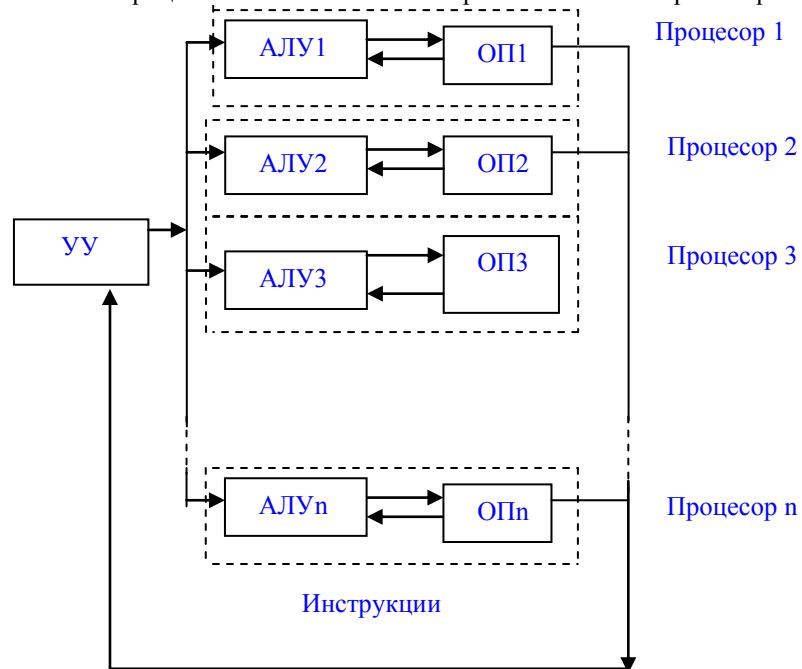 АЛУ1 ОП1 Процесор 1
АЛУ2 ОП2 Процесор 2
УУ
АЛУ3 ОП3 Процесор 3
АЛУn ОПn Процесор n
Инструкции